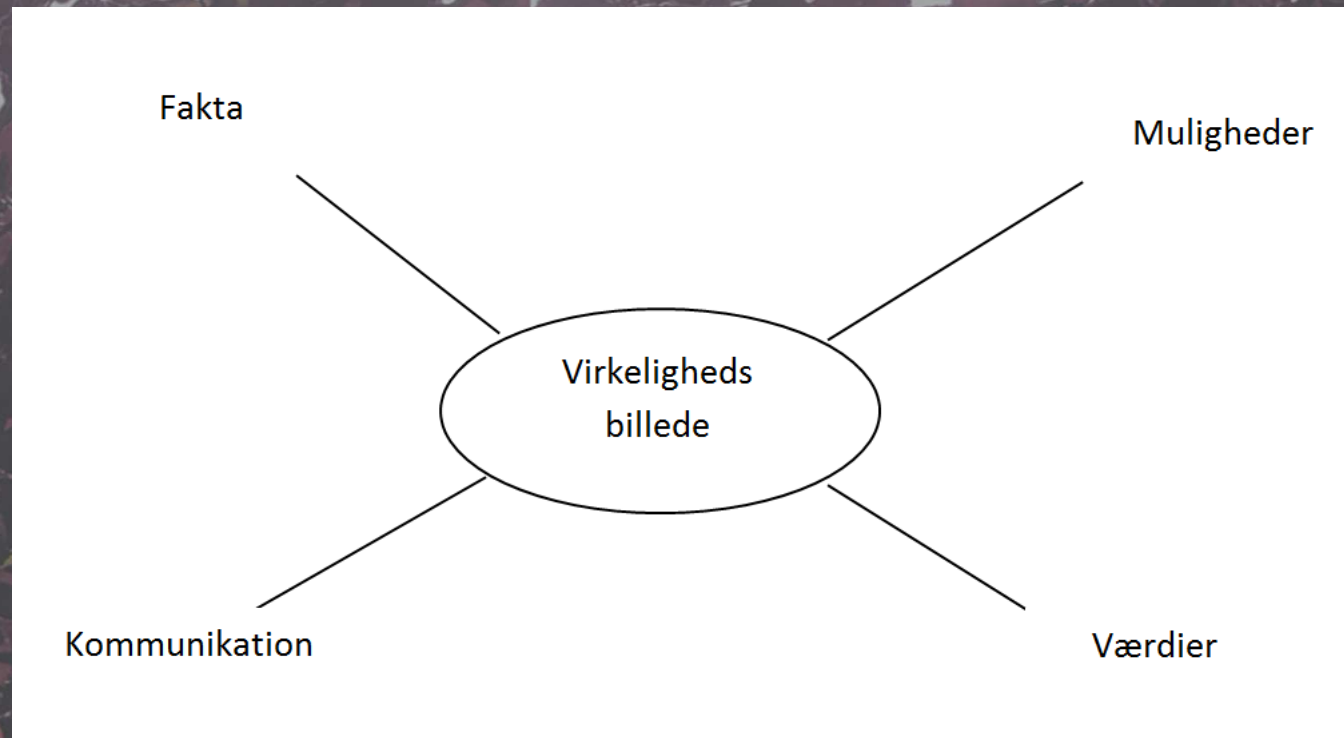 Fakta
Muligheder
Virkeligheds
billede
Kommunikation
Værdier